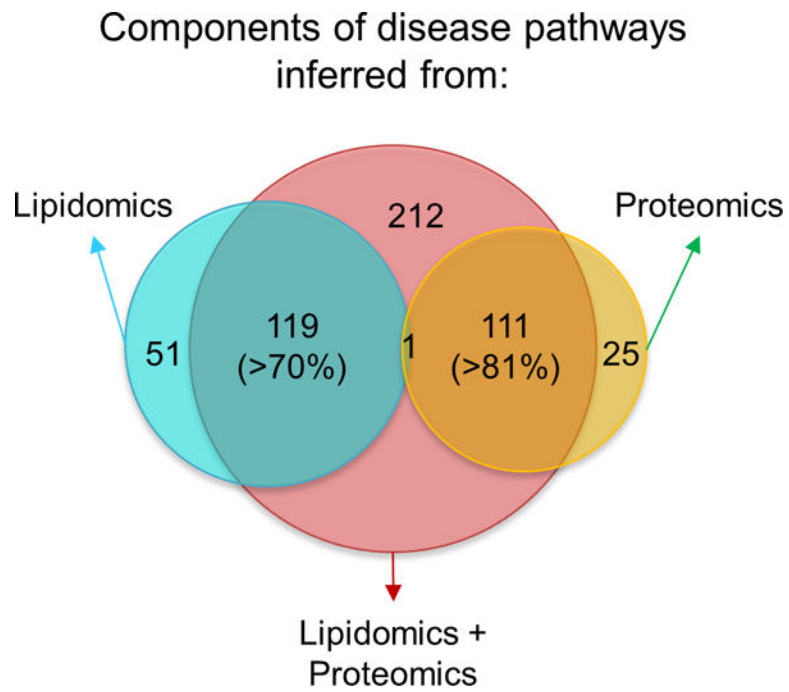 Components of disease pathways
inferred from:
Lipidomics
212
Proteomics
51
119
(>70%)
1
111
(>81%)
25
Lipidomics +
Proteomics